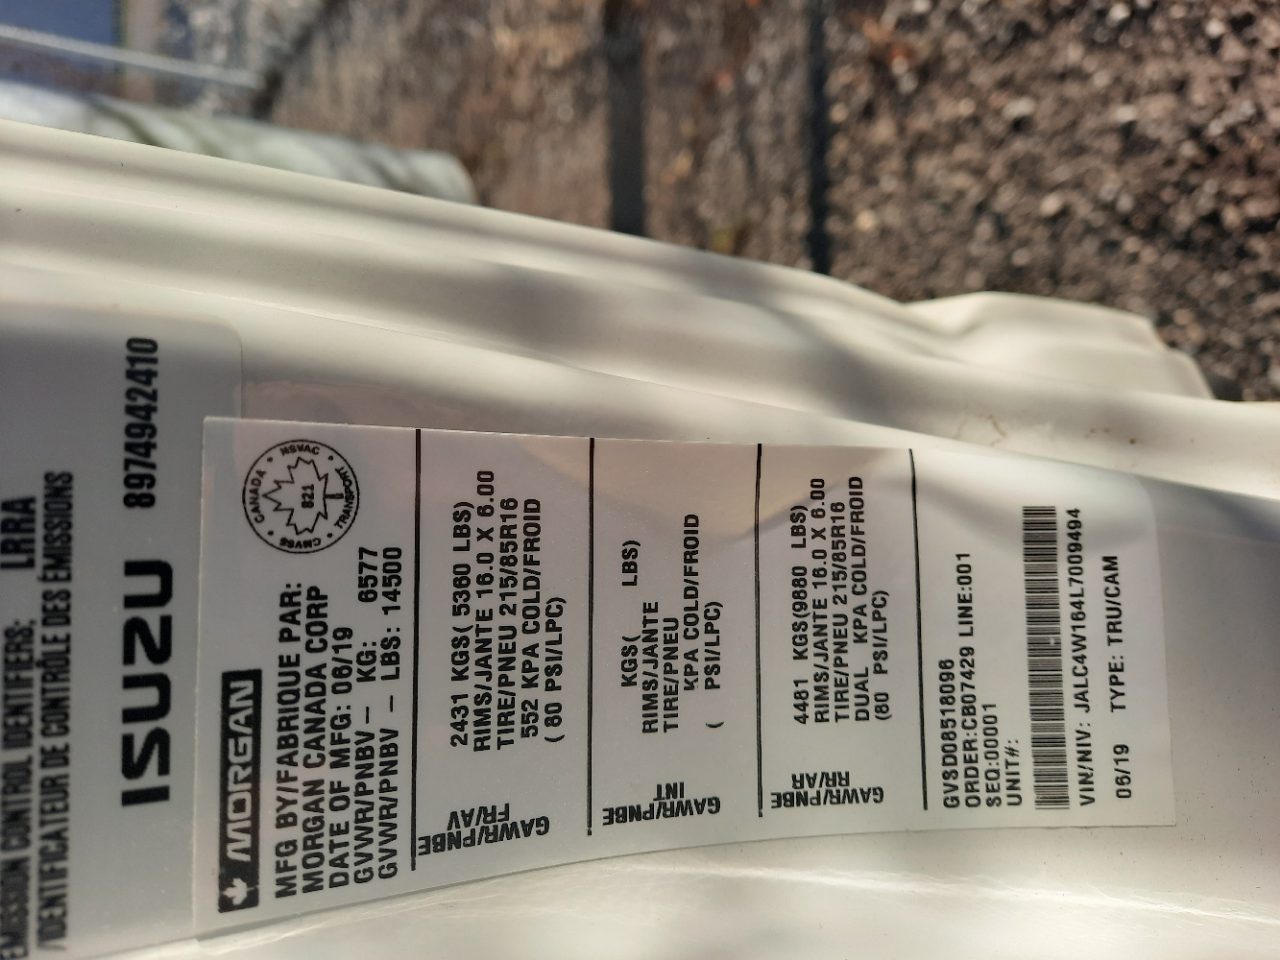 EMISSION CONTROL IDENTIFIERS: LRRA
/IDENTIFICATEUR DE CONTRÔLE DES ÉMISSIONS
ISUZU 8974942410
MORGAN
CANADA • NSVAC • TRANSPORT • CMVSS
821
MFG BY/FABRIQUE PAR:
MORGAN CANADA CORP
DATE OF MFG: 06/19
GVWR/PNBV – KG: 6577
GVWR/PNBV – LBS: 14500
GAWR/PNBE
FR/AV
2431 KGS( 5360 LBS)
RIMS/JANTE 16.0 X 6.00
TIRE/PNEU 215/85R16
552 KPA COLD/FROID
( 80 PSI/LPC)
GAWR/PNBE
INT
KGS( LBS)
RIMS/JANTE
TIRE/PNEU
KPA COLD/FROID
( PSI/LPC)
GAWR/PNBE
RR/AR
4481 KGS(9880 LBS)
RIMS/JANTE 16.0 X 6.00
TIRE/PNEU 215/85R16
DUAL KPA COLD/FROID
(80 PSI/LPC)
GVSD08518096
ORDER:CB07429 LINE:001
SEQ:00001
UNIT#:
VIN/NIV: JALC4W164L7009494
06/19 TYPE: TRU/CAM